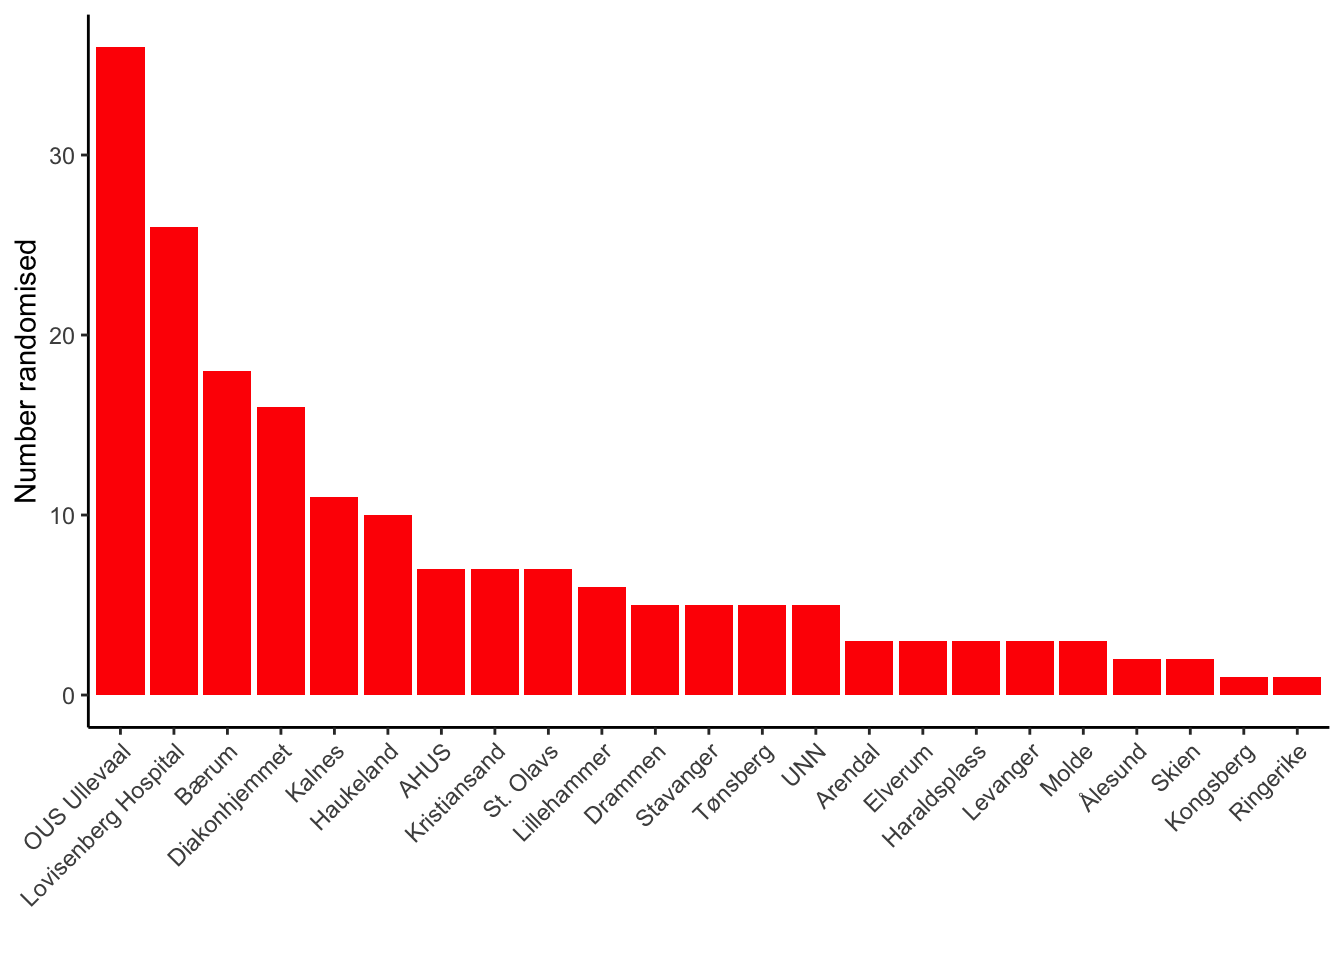 Number randomised
30
20
10
0
OUS Ullevaal
Lovisenberg Hospital
Bærum
Diakonhjemmet
Kalnes
Haukeland
AHUS
Kristiansand
St. Olavs
Lillehammer
Drammen
Stavanger
Tønsberg
UNN
Arendal
Elverum
Haraldsplass
Levanger
Molde
Ålesund
Skien
Kongsberg
Ringerike